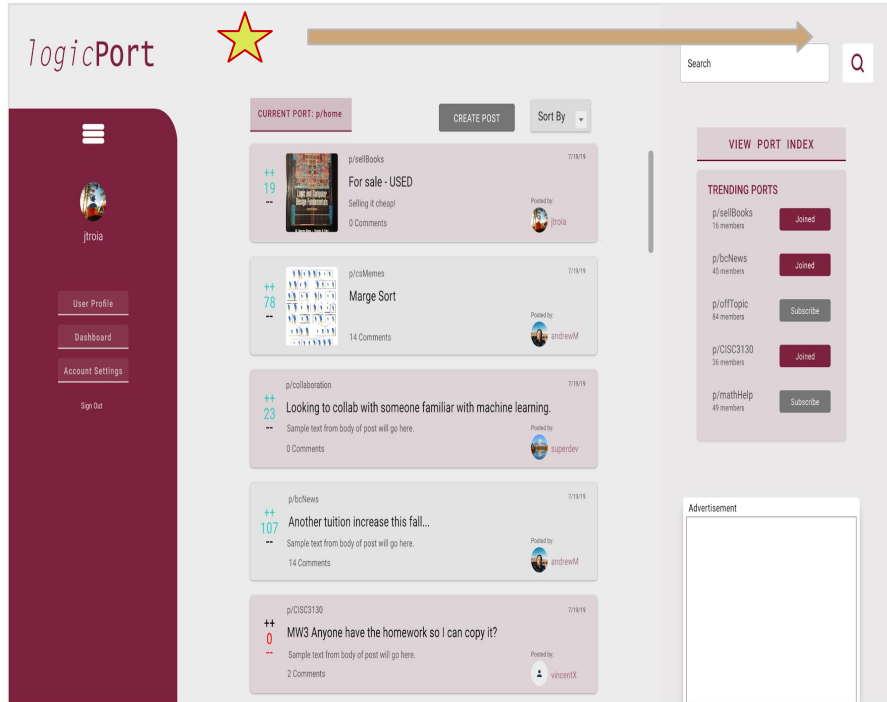 logicPort
Search
CURRENT PORT: p/home
CREATE POST
Sort By
jtroia
User Profile
Dashboard
Account Settings
Sign Out
++
19
--
p/sellBooks
7/19/19
For sale - USED
Selling it cheap!
0 Comments
Posted by:
jtroia
Logic and Computer
Design Fundamentals
++
78
--
p/csMemes
7/19/19
Marge Sort
14 Comments
Posted by:
andrewM
++
23
--
p/collaboration
7/19/19
Looking to collab with someone familiar with machine learning.
Sample text from body of post will go here.
0 Comments
Posted by:
superdev
++
107
--
p/bcNews
7/19/19
Another tuition increase this fall...
Sample text from body of post will go here.
14 Comments
Posted by:
andrewM
++
0
--
p/CISC3130
7/19/19
MW3 Anyone have the homework so I can copy it?
Sample text from body of post will go here.
2 Comments
Posted by:
vincentX
VIEW PORT INDEX
TRENDING PORTS
p/sellBooks
16 members
Joined
p/bcNews
45 members
Joined
p/offTopic
84 members
Subscribe
p/CISC3130
36 members
Joined
p/mathHelp
49 members
Subscribe
Advertisement